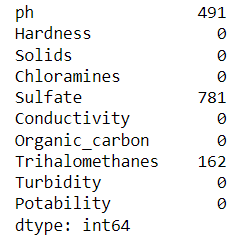 ph 491
Hardness 0
Solids 0
Chloramines 0
Sulfate 781
Conductivity 0
Organic_carbon 0
Trihalomethanes 162
Turbidity 0
Potability 0
dtype: int64